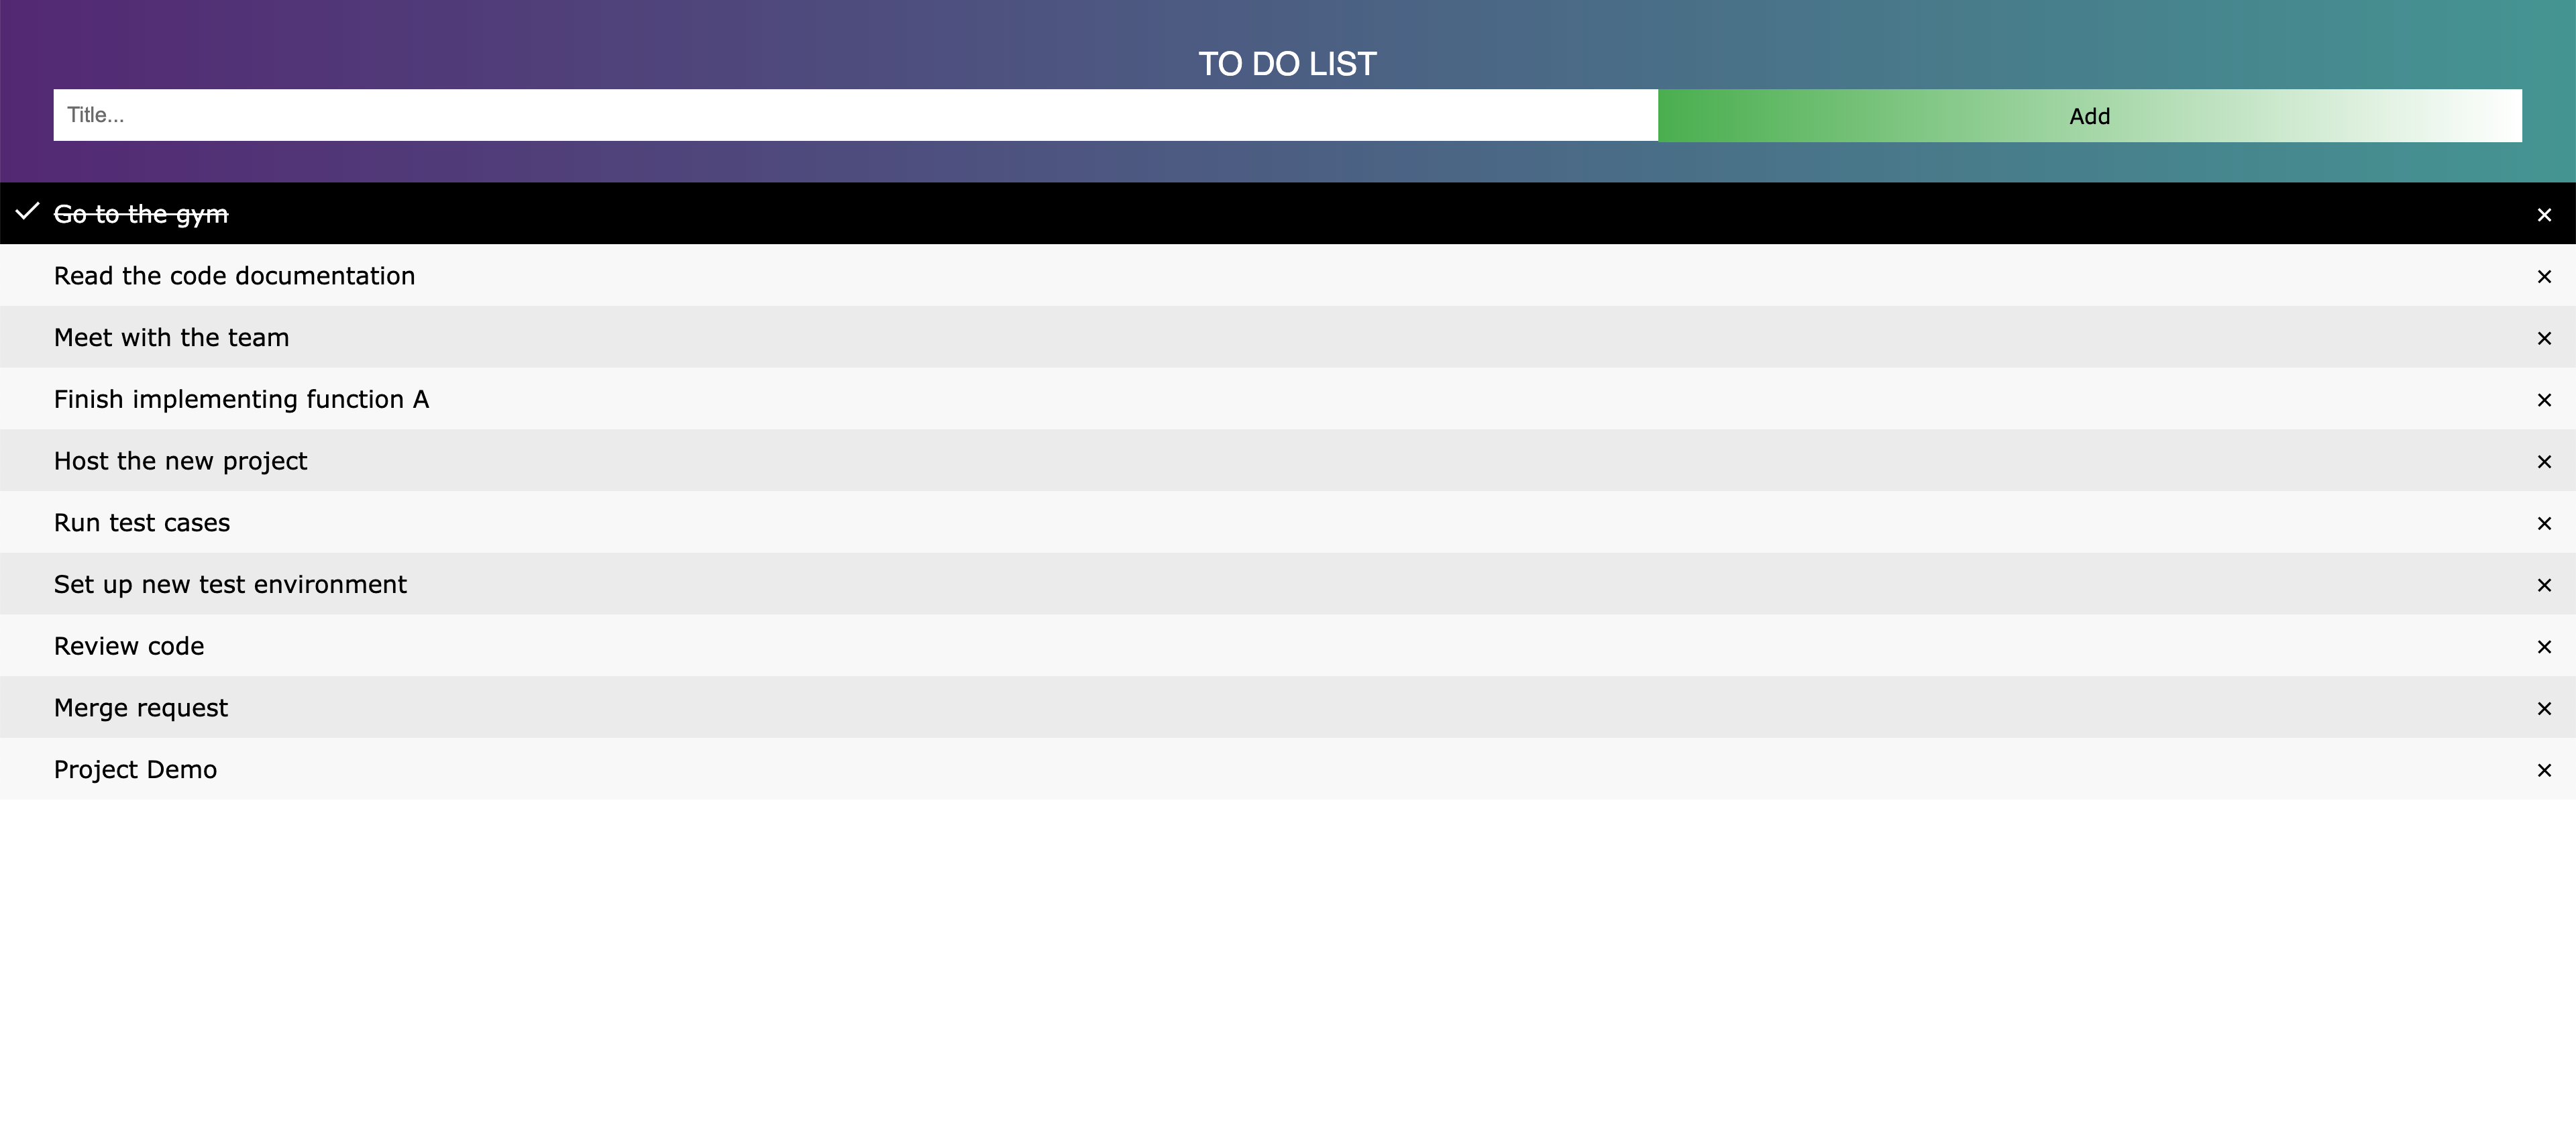 TO DO LIST
Title...
Add
Go to the gym
Read the code documentation
Meet with the team
Finish implementing function A
Host the new project
Run test cases
Set up new test environment
Review code
Merge request
Project Demo